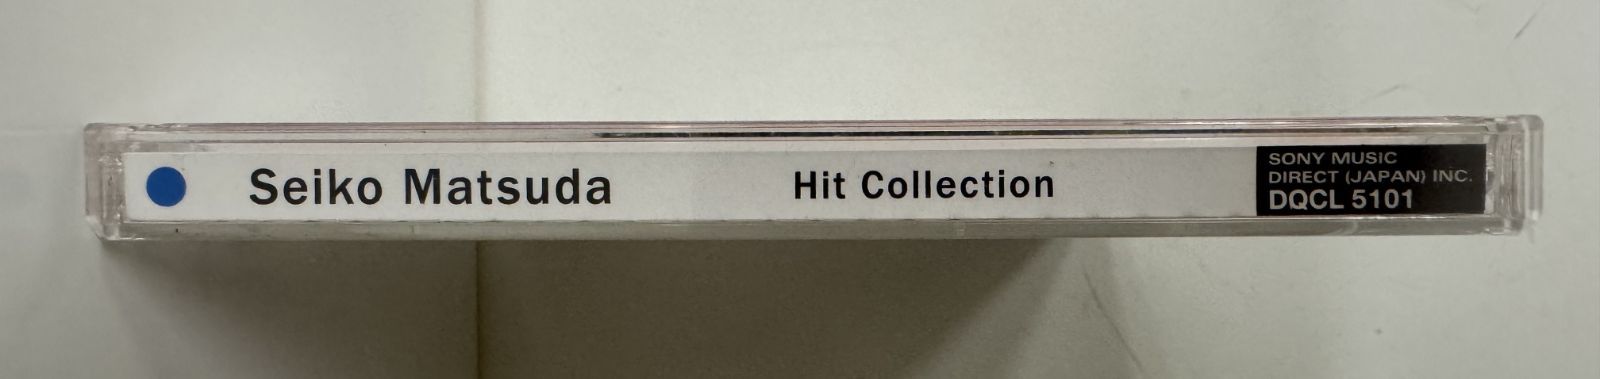 Seiko Matsuda
Hit Collection
SONY MUSIC
DIRECT (JAPAN) INC.
DQCL 5101